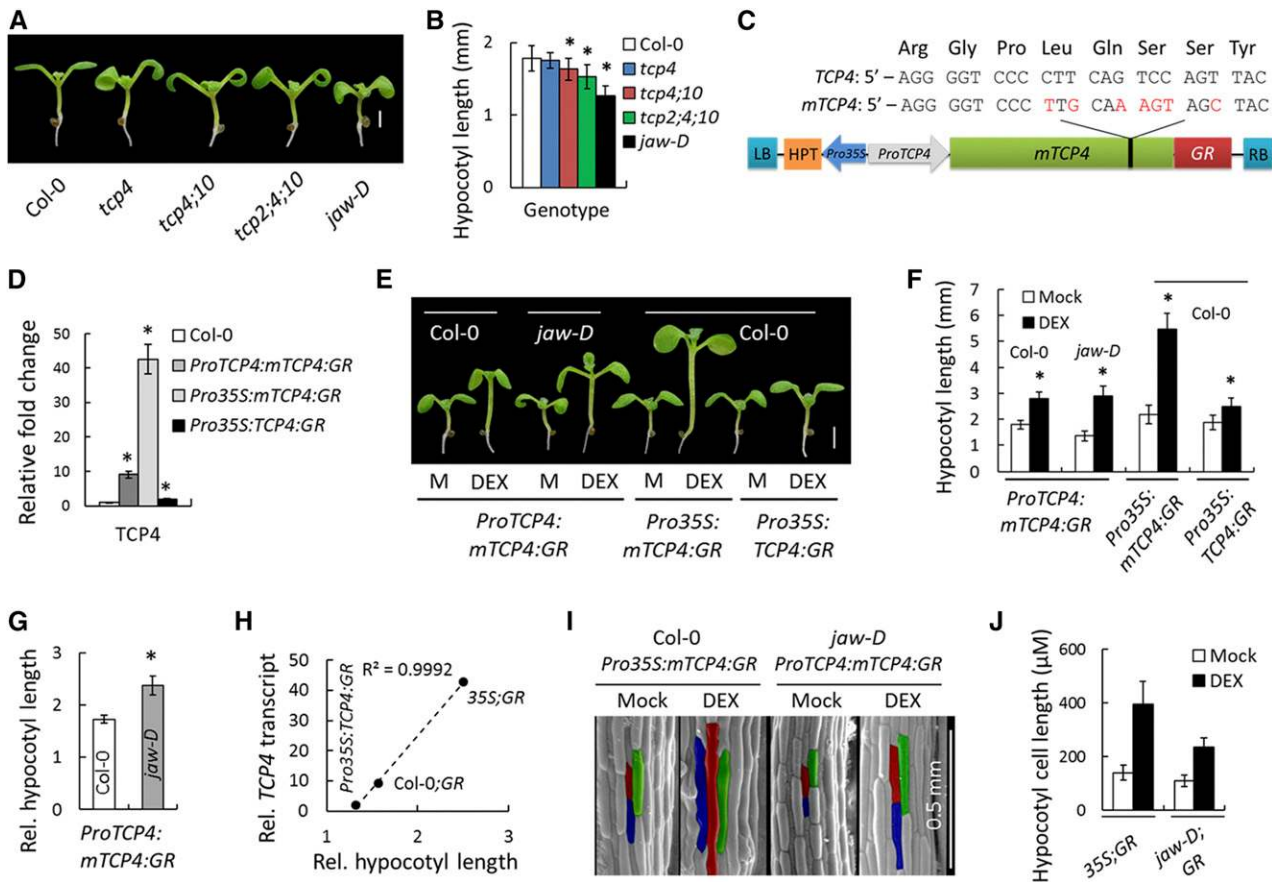 A
Col-0
tcp4
tcp4;10
tcp2;4;10
jaw-D
B
Hypocotyl length (mm)
2
1
0
*
*
*
Col-0
tcp4
tcp4;10
tcp2;4;10
jaw-D
Genotype
C
Arg Gly Pro Leu Gln Ser Ser Tyr
TCP4: 5′ – AGG GGT CCC CTT CAG TCC AGT TAC
mTCP4: 5′ – AGG GGT CCC TTG CAA AGT AGC TAC
LB HPT Pro35S ProTCP4 mTCP4 GR RB
D
Relative fold change
50
40
30
20
10
0
*
*
*
Col-0
ProTCP4:mTCP4:GR
Pro35S:mTCP4:GR
Pro35S:TCP4:GR
TCP4
E
Col-0 jaw-D Col-0
M DEX M DEX M DEX M DEX
ProTCP4: Pro35S: Pro35S:
mTCP4:GR mTCP4:GR TCP4:GR
F
Hypocotyl length (mm)
7
6
5
4
3
2
1
0
Mock
DEX
Col-0
Col-0 jaw-D
*
*
*
*
ProTCP4:
mTCP4:GR
Pro35S:
mTCP4:GR
Pro35S:
TCP4:GR
G
Rel. hypocotyl length
3
2
1
0
*
Col-0
jaw-D
ProTCP4:
mTCP4:GR
H
Rel. TCP4 transcript
50
40
30
20
10
0
Pro35S:TCP4:GR
R² = 0.9992
35S;GR
Col-0;GR
1 2 3
Rel. hypocotyl length
I
Col-0 jaw-D
Pro35S:mTCP4:GR ProTCP4:mTCP4:GR
Mock DEX Mock DEX
0.5 mm
J
Hypocotyl cell length (µM)
600
400
200
0
Mock
DEX
35S;GR
jaw-D;
GR